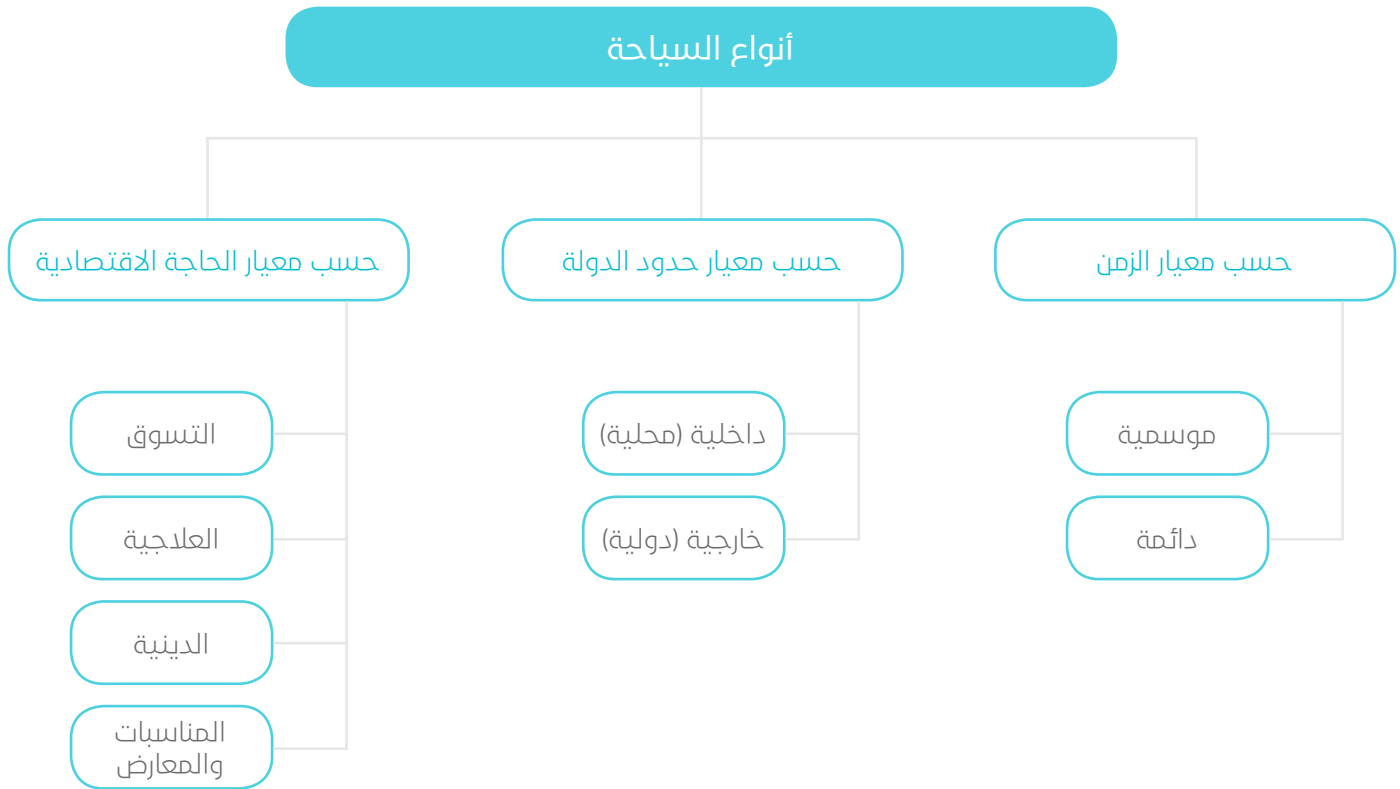 أنواع السياحة
حسب معيار الزمن
موسمية
دائمة
حسب معيار حدود الدولة
داخلية (محلية)
خارجية (دولية)
حسب معيار الحاجة الاقتصادية
التسوق
العلاجية
الدينية
المناسبات
والمعارض